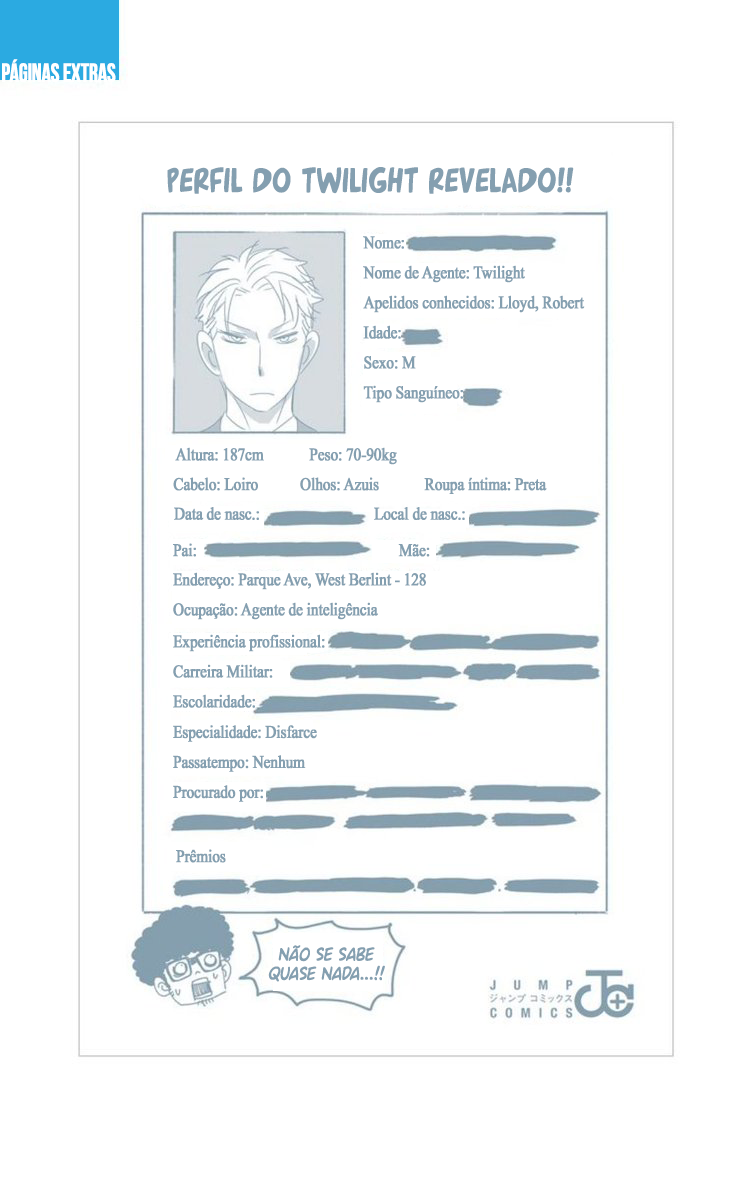 PÁGINAS EXTRAS
PERFIL DO TWILIGHT REVELADO!!
Nome:
Nome de Agente: Twilight
Apelidos conhecidos: Lloyd, Robert
Idade:
Sexo: M
Tipo Sanguíneo:
Altura: 187cm Peso: 70-90kg
Cabelo: Loiro Olhos: Azuis Roupa íntima: Preta
Data de nasc.: Local de nasc.:
Pai: Mãe:
Endereço: Parque Ave, West Berlint - 128
Ocupação: Agente de inteligência
Experiência profissional:
Carreira Militar:
Escolaridade:
Especialidade: Disfarce
Passatempo: Nenhum
Procurado por:
Prêmios
NÃO SE SABE
QUASE NADA...!!
JUMP
ジャンプ コミックス
COMICS